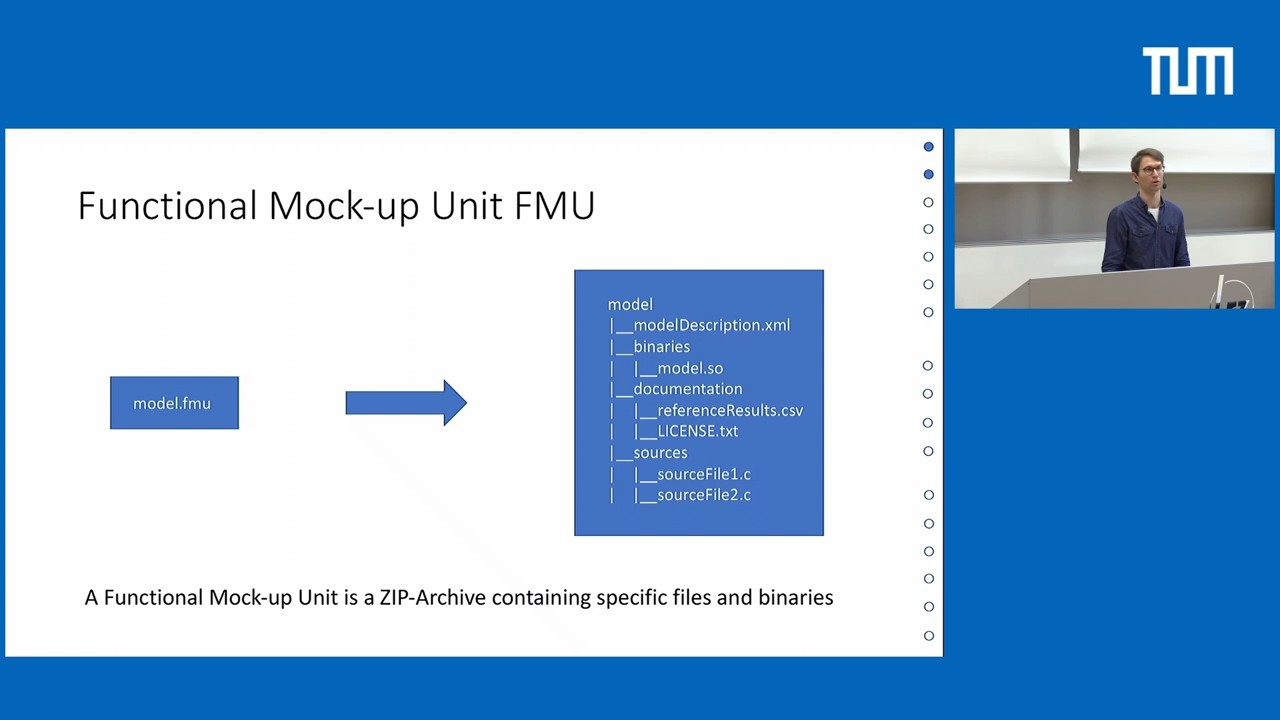 TUM
Functional Mock-up Unit FMU
model.fmu
model
|__modelDescription.xml
|__binaries
| |__model.so
|__documentation
| |__referenceResults.csv
| |__LICENSE.txt
|__sources
| |__sourceFile1.c
| |__sourceFile2.c
A Functional Mock-up Unit is a ZIP-Archive containing specific files and binaries